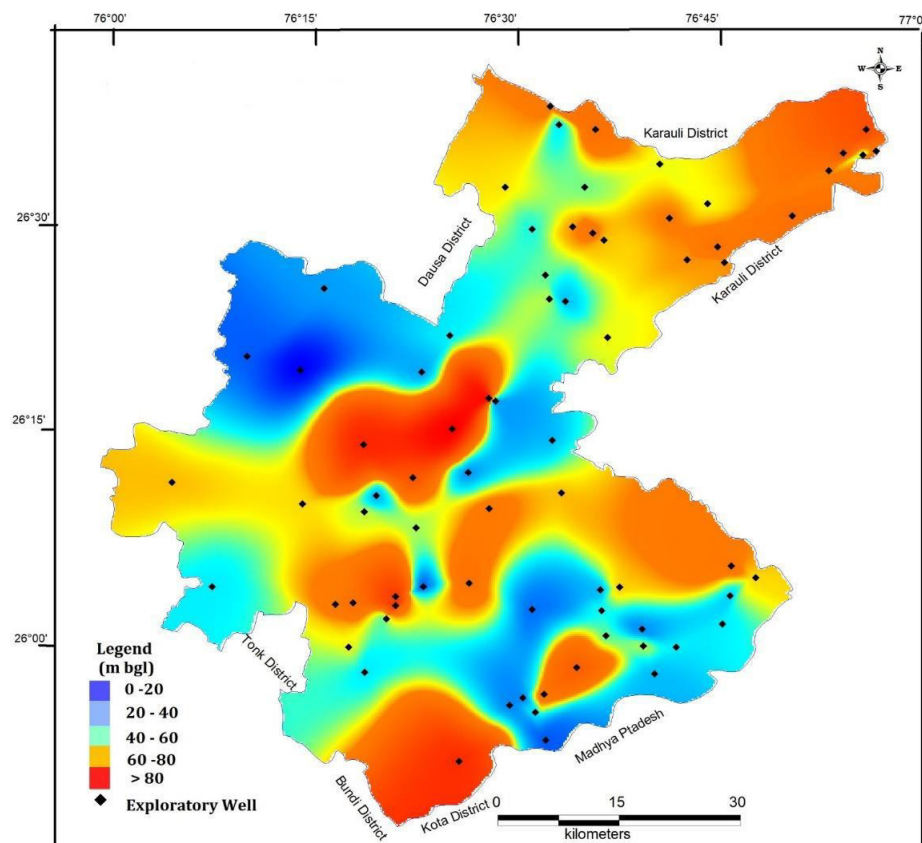 76°00' 76°15' 76°30' 76°45' 77°0
N
W E
S
Karauli District
26°30'
Dausa District
Karauli District
26°15'
26°00'
Tonk District
Legend
(m bgl)
0 -20
20 - 40
40 - 60
60 -80
> 80
Exploratory Well
Madhya Ptadesh
Bundi District
Kota District
0 15 30
kilometers